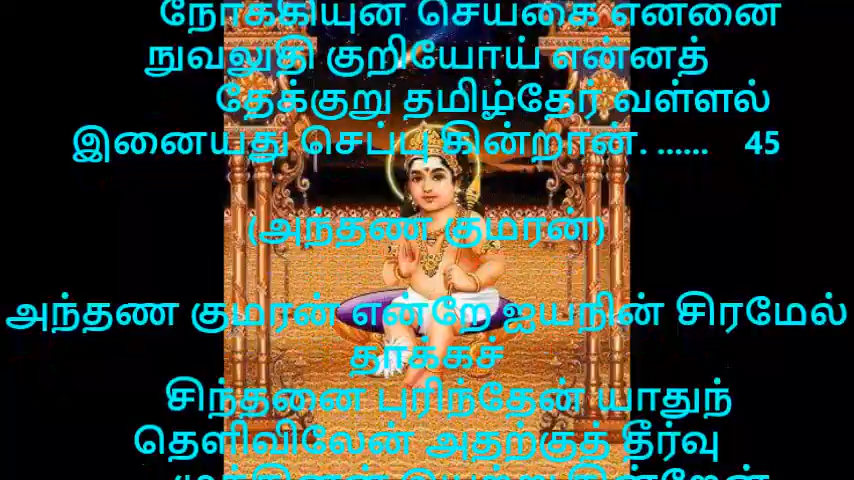 நோக்கியுன் செய்கை என்னை
நுவலுதி குறியோய் என்னத்
தேக்குறு தமிழ்தேர் வள்ளல்
இனையது செப்பு கின்றான். ...... 45
(அந்தண குமரன்)
அந்தண குமரன் என்றே ஐயநின் சிரமேல்
தாக்கச்
சிந்தனை புரிந்தேன் யாதுந்
தெளிவிலேன் அதற்குத் தீர்வு